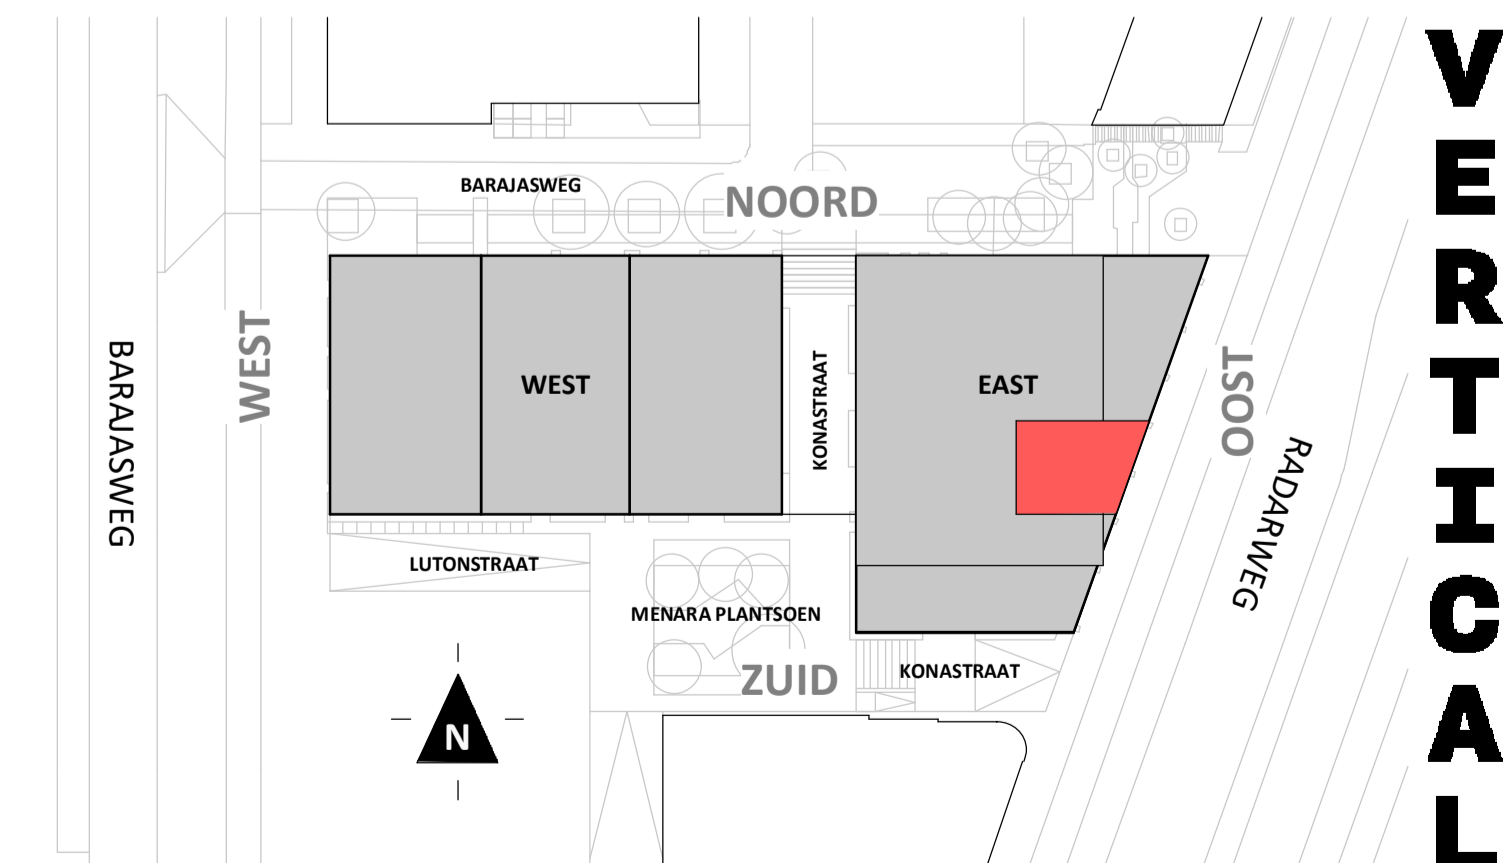 BARAJASWEG
NOORD
BARAJASWEG
WEST
WEST
KONASTRAAT
EAST
OOST
RADARWEG
LUTONSTRAAT
MENARA PLANTSOEN
ZUID
KONASTRAAT
N
VERTICAL